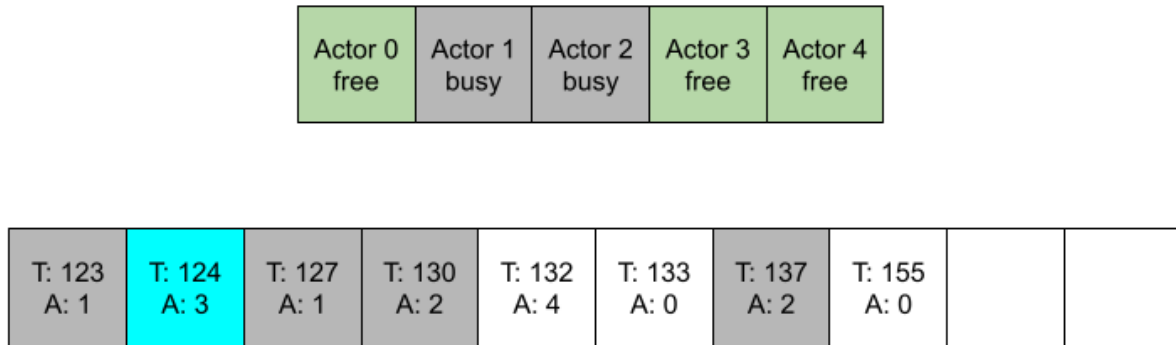 Actor 0
free
Actor 1
busy
Actor 2
busy
Actor 3
free
Actor 4
free
T: 123
A: 1
T: 124
A: 3
T: 127
A: 1
T: 130
A: 2
T: 132
A: 4
T: 133
A: 0
T: 137
A: 2
T: 155
A: 0